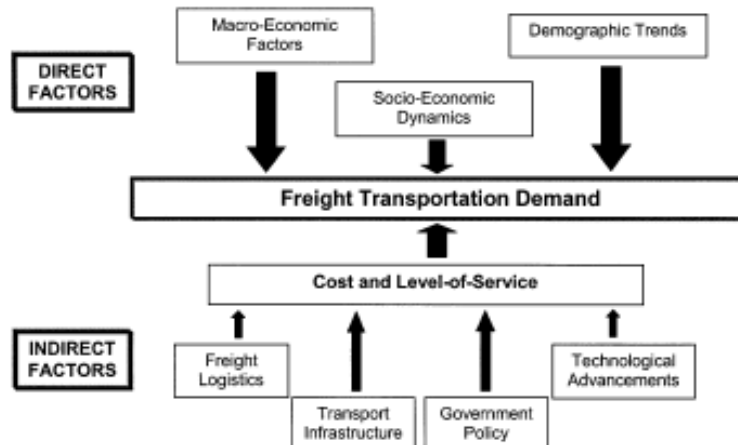 Macro-Economic
Factors
Demographic Trends
DIRECT
FACTORS
Socio-Economic
Dynamics
Freight Transportation Demand
Cost and Level-of-Service
INDIRECT
FACTORS
Freight
Logistics
Technological
Advancements
Transport
Infrastructure
Government
Policy